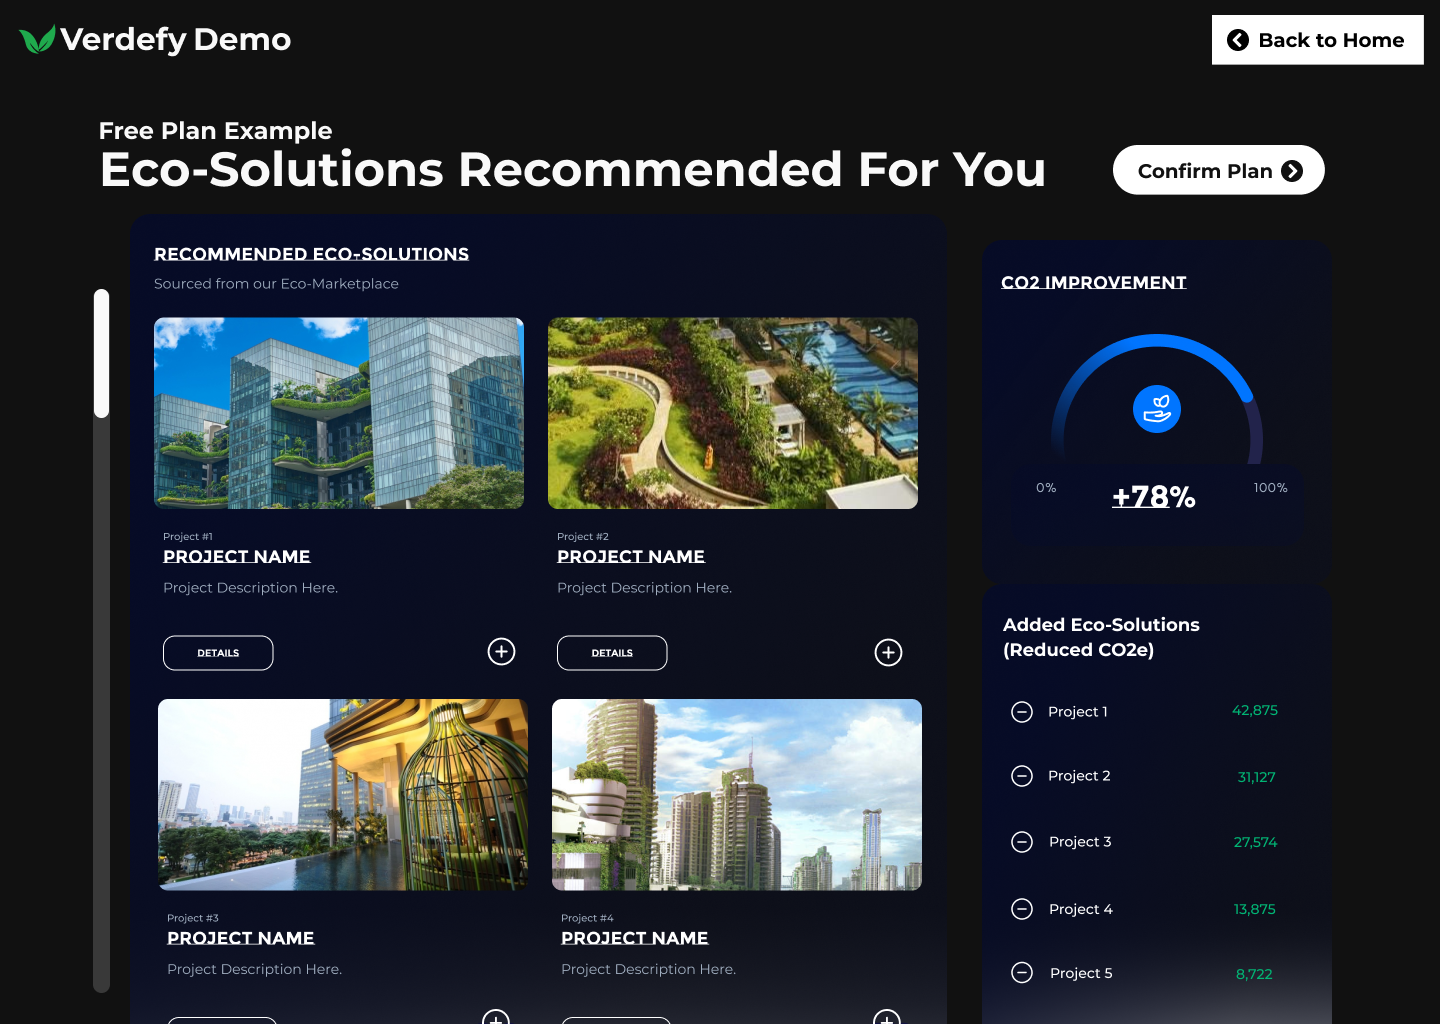 Verdefy Demo
Back to Home
Free Plan Example
Eco-Solutions Recommended For You
Confirm Plan
RECOMMENDED ECO-SOLUTIONS
Sourced from our Eco-Marketplace
Project #1
PROJECT NAME
Project Description Here.
DETAILS
Project #2
PROJECT NAME
Project Description Here.
DETAILS
Project #3
PROJECT NAME
Project Description Here.
Project #4
PROJECT NAME
Project Description Here.
CO2 IMPROVEMENT
0%
+78%
100%
Added Eco-Solutions
(Reduced CO2e)
Project 1 42,875
Project 2 31,127
Project 3 27,574
Project 4 13,875
Project 5 8,722